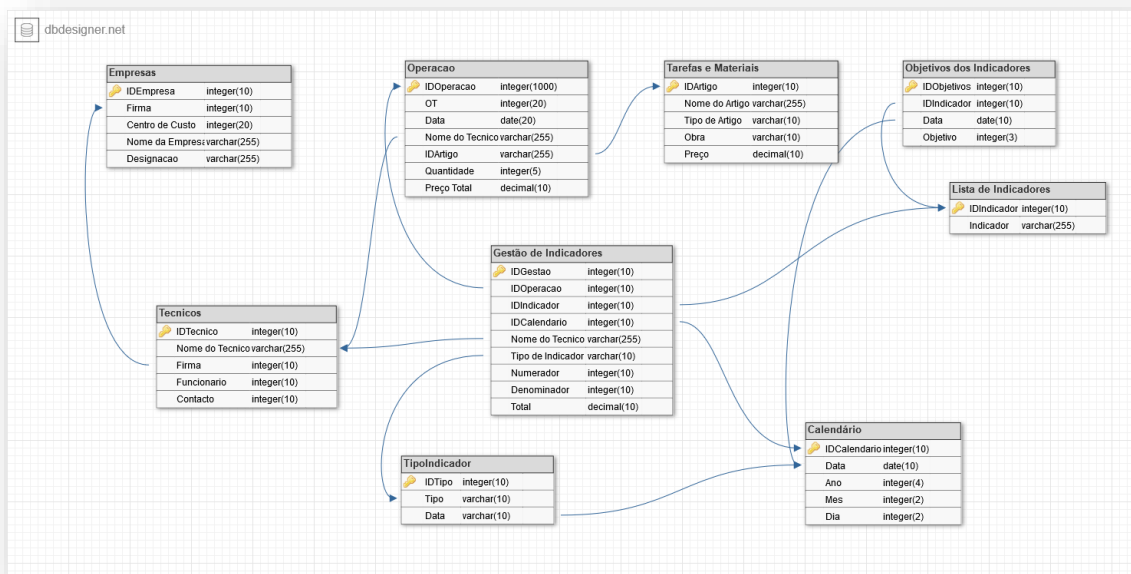 dbdesigner.net
Empresas
IDEmpresa integer(10)
Firma integer(10)
Centro de Custo integer(20)
Nome da Empresa varchar(255)
Designacao varchar(255)
Operacao
IDOperacao integer(1000)
OT integer(20)
Data date(20)
Nome do Tecnico varchar(255)
IDArtigo varchar(255)
Quantidade integer(5)
Preço Total decimal(10)
Tarefas e Materiais
IDArtigo integer(10)
Nome do Artigo varchar(255)
Tipo de Artigo varchar(10)
Obra varchar(10)
Preço decimal(10)
Objetivos dos Indicadores
IDObjetivos integer(10)
IDIndicador integer(10)
Data date(10)
Objetivo integer(3)
Lista de Indicadores
IDIndicador integer(10)
Indicador varchar(255)
Gestão de Indicadores
IDGestao integer(10)
IDOperacao integer(10)
IDIndicador integer(10)
IDCalendario integer(10)
Nome do Tecnico varchar(255)
Tipo de Indicador varchar(10)
Numerador integer(10)
Denominador integer(10)
Total decimal(10)
Tecnicos
IDTecnico integer(10)
Nome do Tecnico varchar(255)
Firma integer(10)
Funcionario integer(10)
Contacto integer(10)
TipoIndicador
IDTipo integer(10)
Tipo varchar(10)
Data varchar(10)
Calendário
IDCalendario integer(10)
Data date(10)
Ano integer(4)
Mes integer(2)
Dia integer(2)